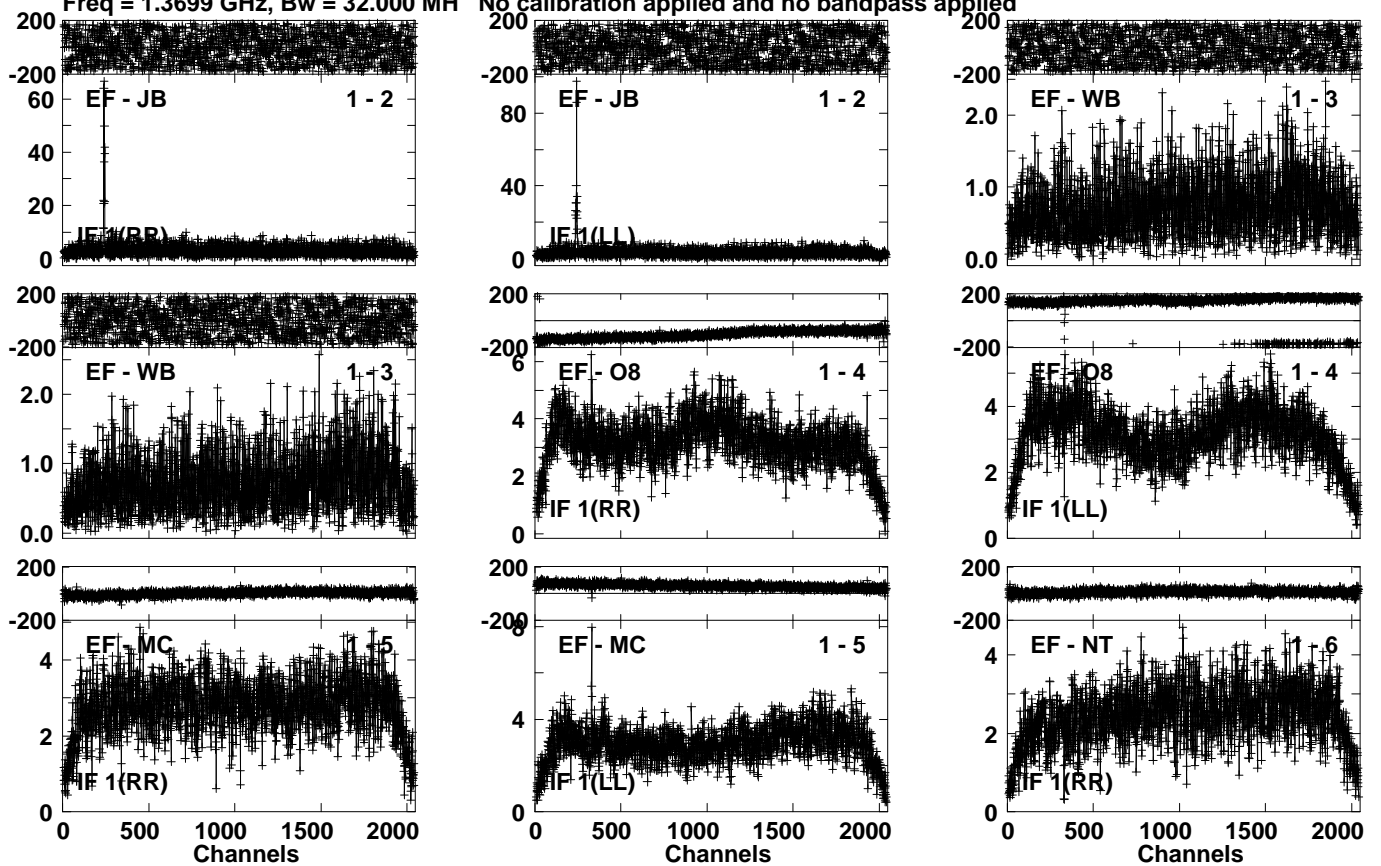 Freq = 1.3699 GHz, Bw = 32.000 MH No calibration applied and no bandpass applied
200
-200
EF - JB 1 - 2
60
40
20
0
IF 1(RR)
200
-200
EF - JB 1 - 2
80
40
0
IF 1(LL)
200
-200
EF - WB 1 - 3
2.0
1.0
0.0
200
-200
EF - WB 1 - 3
2.0
1.0
0.0
200
-200
EF - O8 1 - 4
6
4
2
0
IF 1(RR)
200
-200
EF - O8 1 - 4
4
2
0
IF 1(LL)
200
-200
EF - MC 1 - 5
4
2
0
IF 1(RR)
0 500 1000 1500 2000
Channels
200
-200
8
EF - MC 1 - 5
4
0
IF 1(LL)
0 500 1000 1500 2000
Channels
200
-200
EF - NT 1 - 6
4
2
0
IF 1(RR)
0 500 1000 1500 2000
Channels